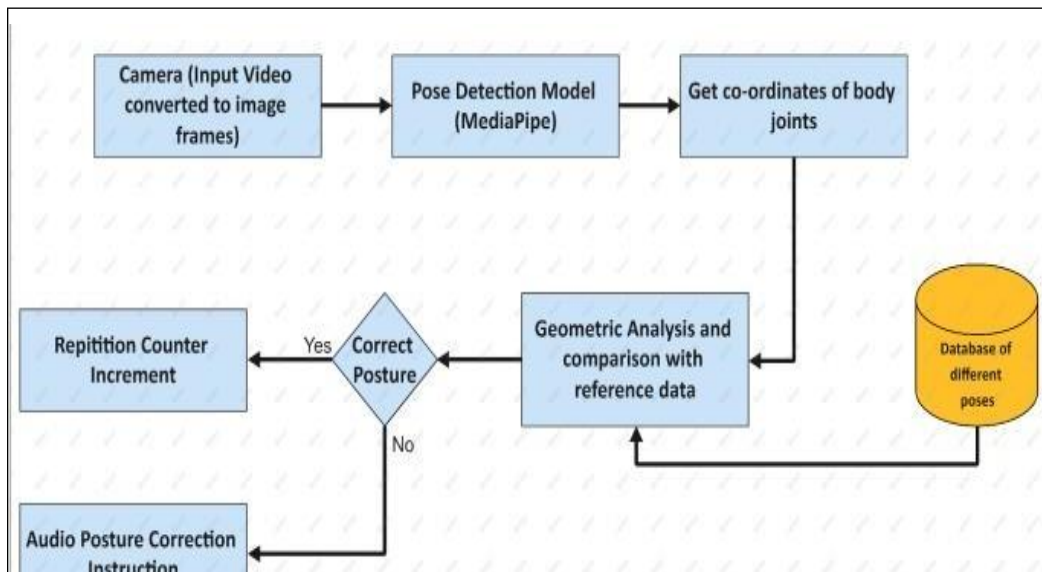 Camera (Input Video
converted to image
frames)
Pose Detection Model
(MediaPipe)
Get co-ordinates of body
joints
Geometric Analysis and
comparison with
reference data
Database of
different
poses
Correct
Posture
Yes
No
Repitition Counter
Increment
Audio Posture Correction
Instruction